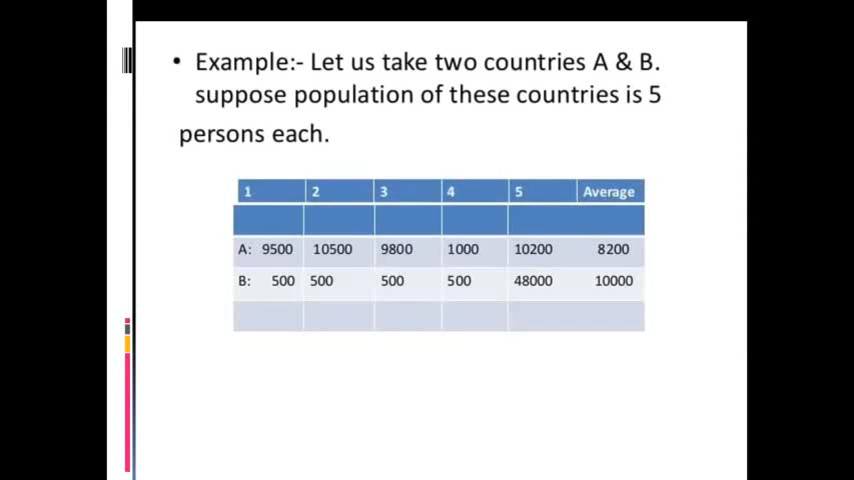 • Example:- Let us take two countries A & B.
suppose population of these countries is 5
persons each.
1 2 3 4 5 Average
A: 9500 10500 9800 1000 10200 8200
B: 500 500 500 500 48000 10000